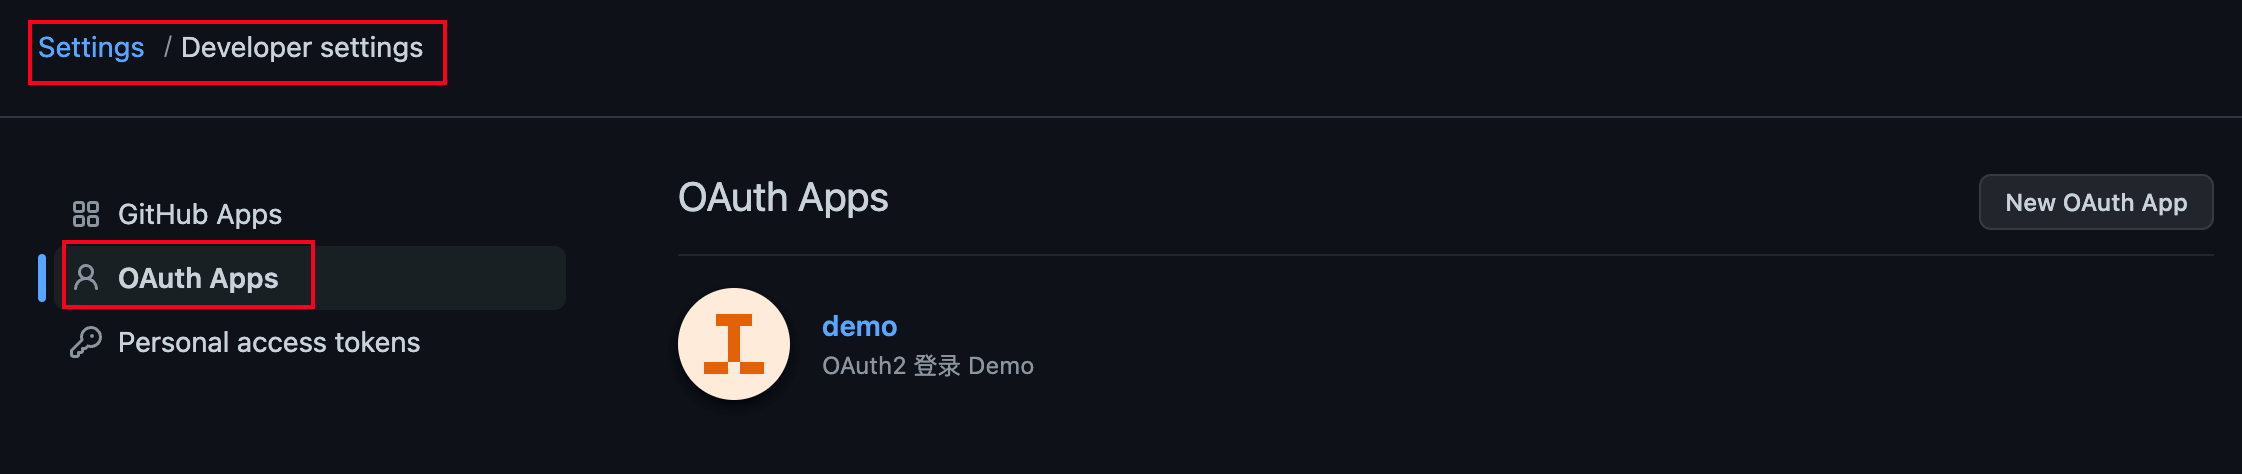 Settings / Developer settings
GitHub Apps
OAuth Apps
Personal access tokens
OAuth Apps
New OAuth App
demo
OAuth2 登录 Demo